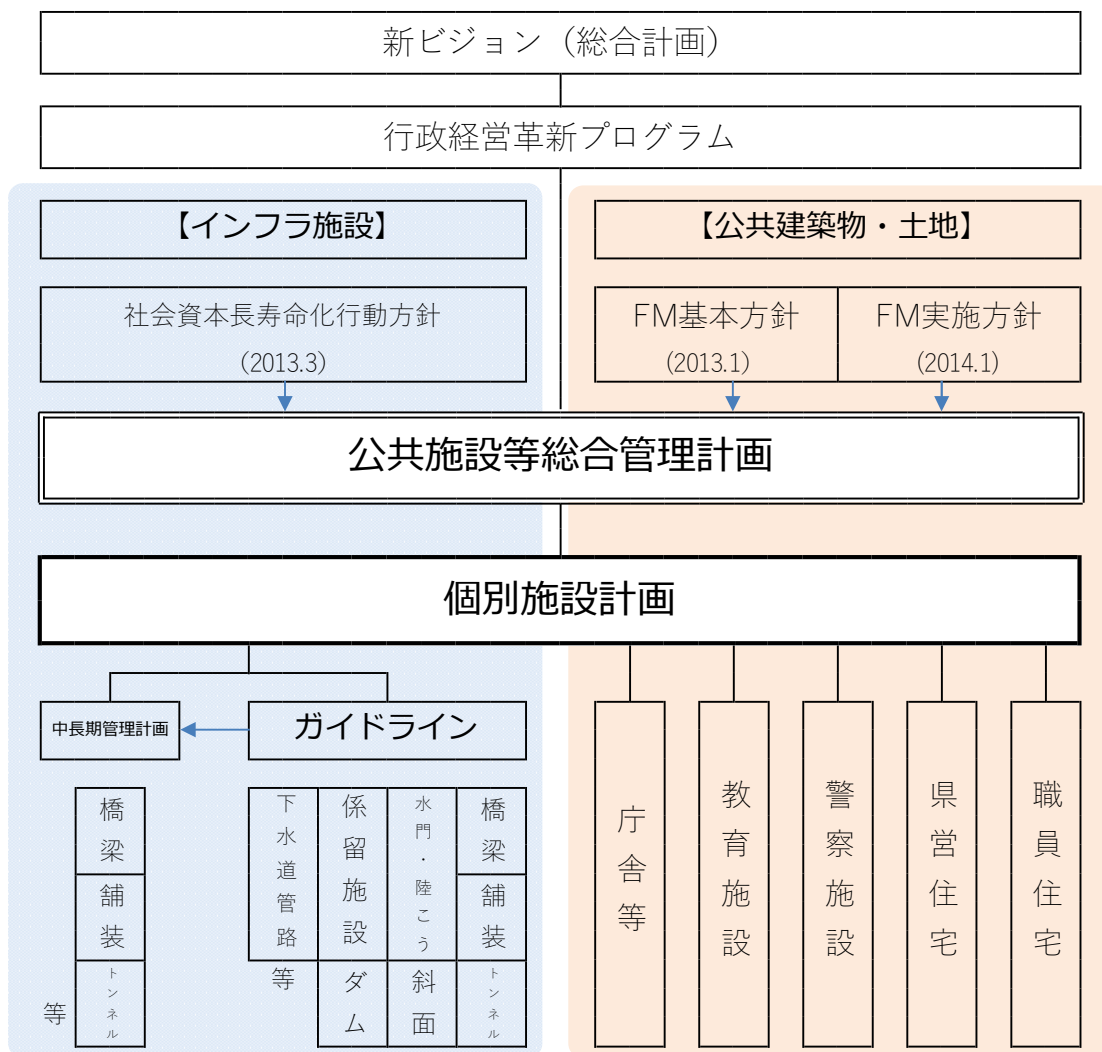 新ビジョン（総合計画）
行政経営革新プログラム
【インフラ施設】
【公共建築物・土地】
社会資本長寿命化行動方針
(2013.3)
FM基本方針
(2013.1)
FM実施方針
(2014.1)
公共施設等総合管理計画
個別施設計画
中長期管理計画
ガイドライン
橋梁
舗装
トンネル
等
下水道管路
等
係留施設
ダム
水門・陸こう
斜面
橋梁
舗装
トンネル
庁舎等
教育施設
警察施設
県営住宅
職員住宅